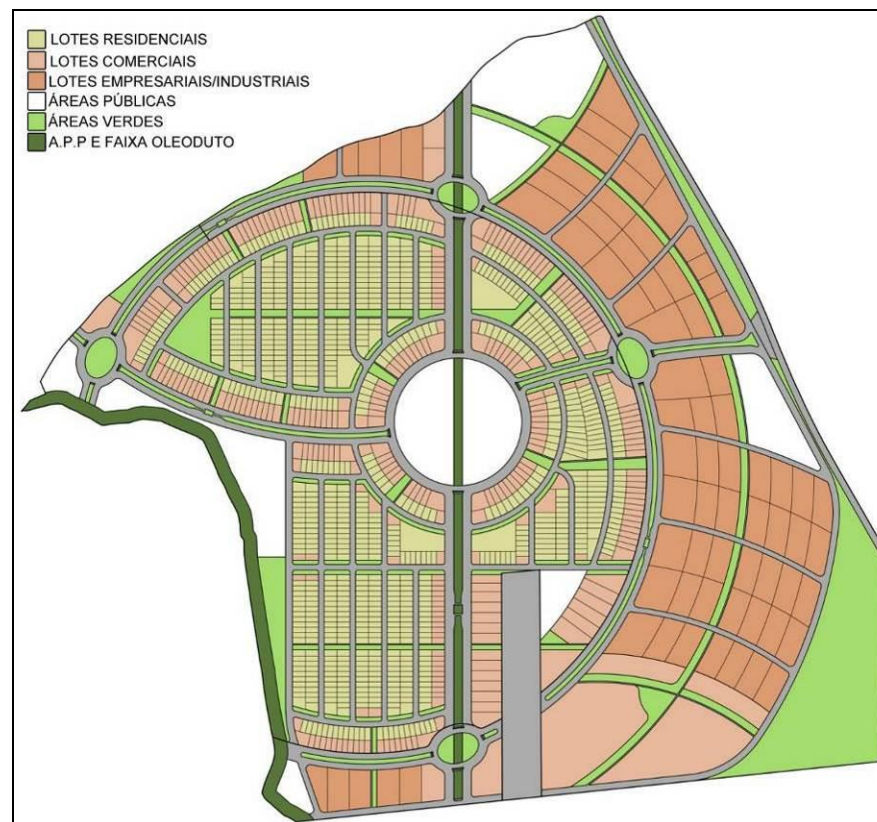 LOTES RESIDENCIAIS
LOTES COMERCIAIS
LOTES EMPRESARIAIS/INDUSTRIAIS
ÁREAS PÚBLICAS
ÁREAS VERDES
A.P.P E FAIXA OLEODUTO